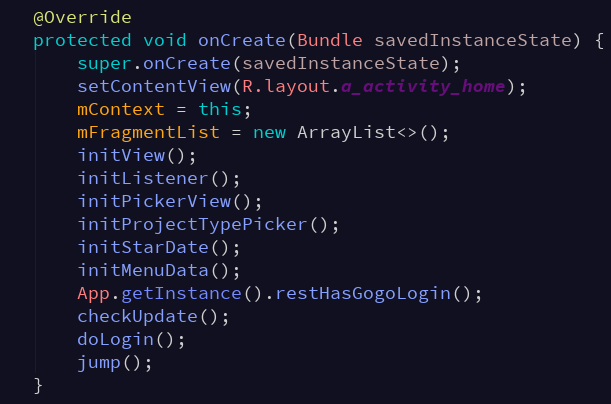 @Override
protected void onCreate(Bundle savedInstanceState) {
super.onCreate(savedInstanceState);
setContentView(R.layout.a_activity_home);
mContext = this;
mFragmentList = new ArrayList<>();
initView();
initListener();
initPickerView();
initProjectTypePicker();
initStarDate();
initMenuData();
App.getInstance().restHasGogoLogin();
checkUpdate();
doLogin();
jump();
}